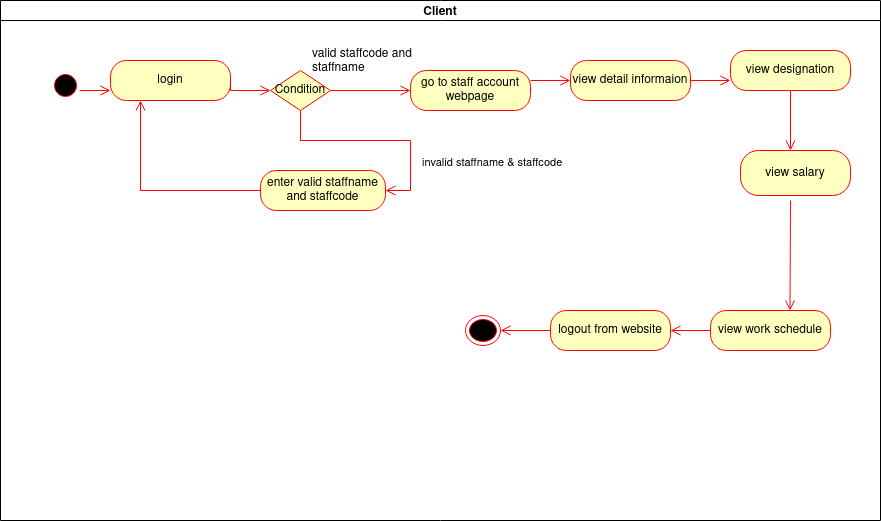 Client
valid staffcode and
staffname
login
Condition
go to staff account
webpage
view detail informaion
view designation
invalid staffname & staffcode
enter valid staffname
and staffcode
view salary
logout from website
view work schedule